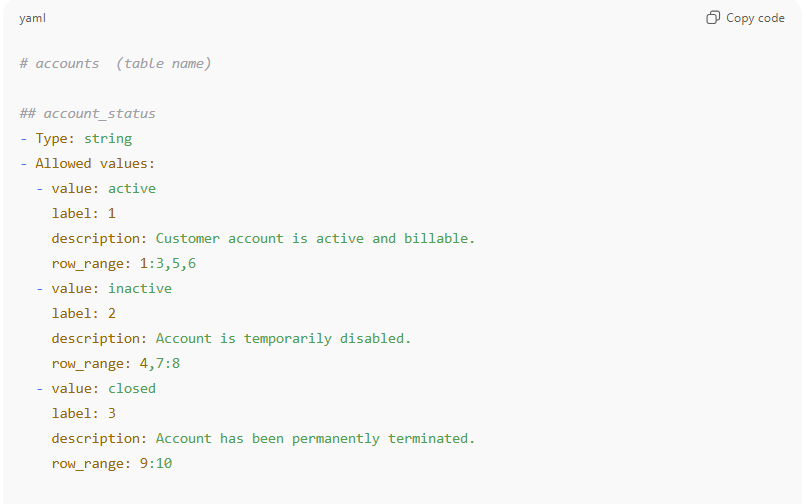 yaml
Copy code
# accounts  (table name)
## account_status
- Type: string
- Allowed values:
  - value: active
    label: 1
    description: Customer account is active and billable.
    row_range: 1:3,5,6
  - value: inactive
    label: 2
    description: Account is temporarily disabled.
    row_range: 4,7:8
  - value: closed
    label: 3
    description: Account has been permanently terminated.
    row_range: 9:10